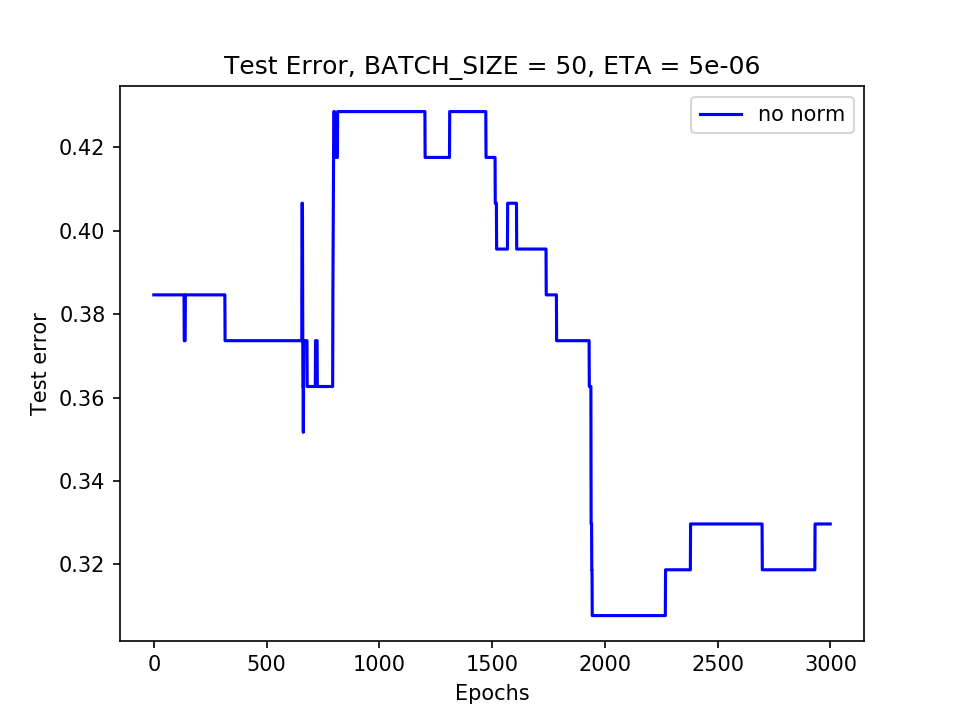 Test Error, BATCH_SIZE = 50, ETA = 5e-06
no norm
0.42
0.40
0.38
0.36
0.34
0.32
Test error
0 500 1000 1500 2000 2500 3000
Epochs